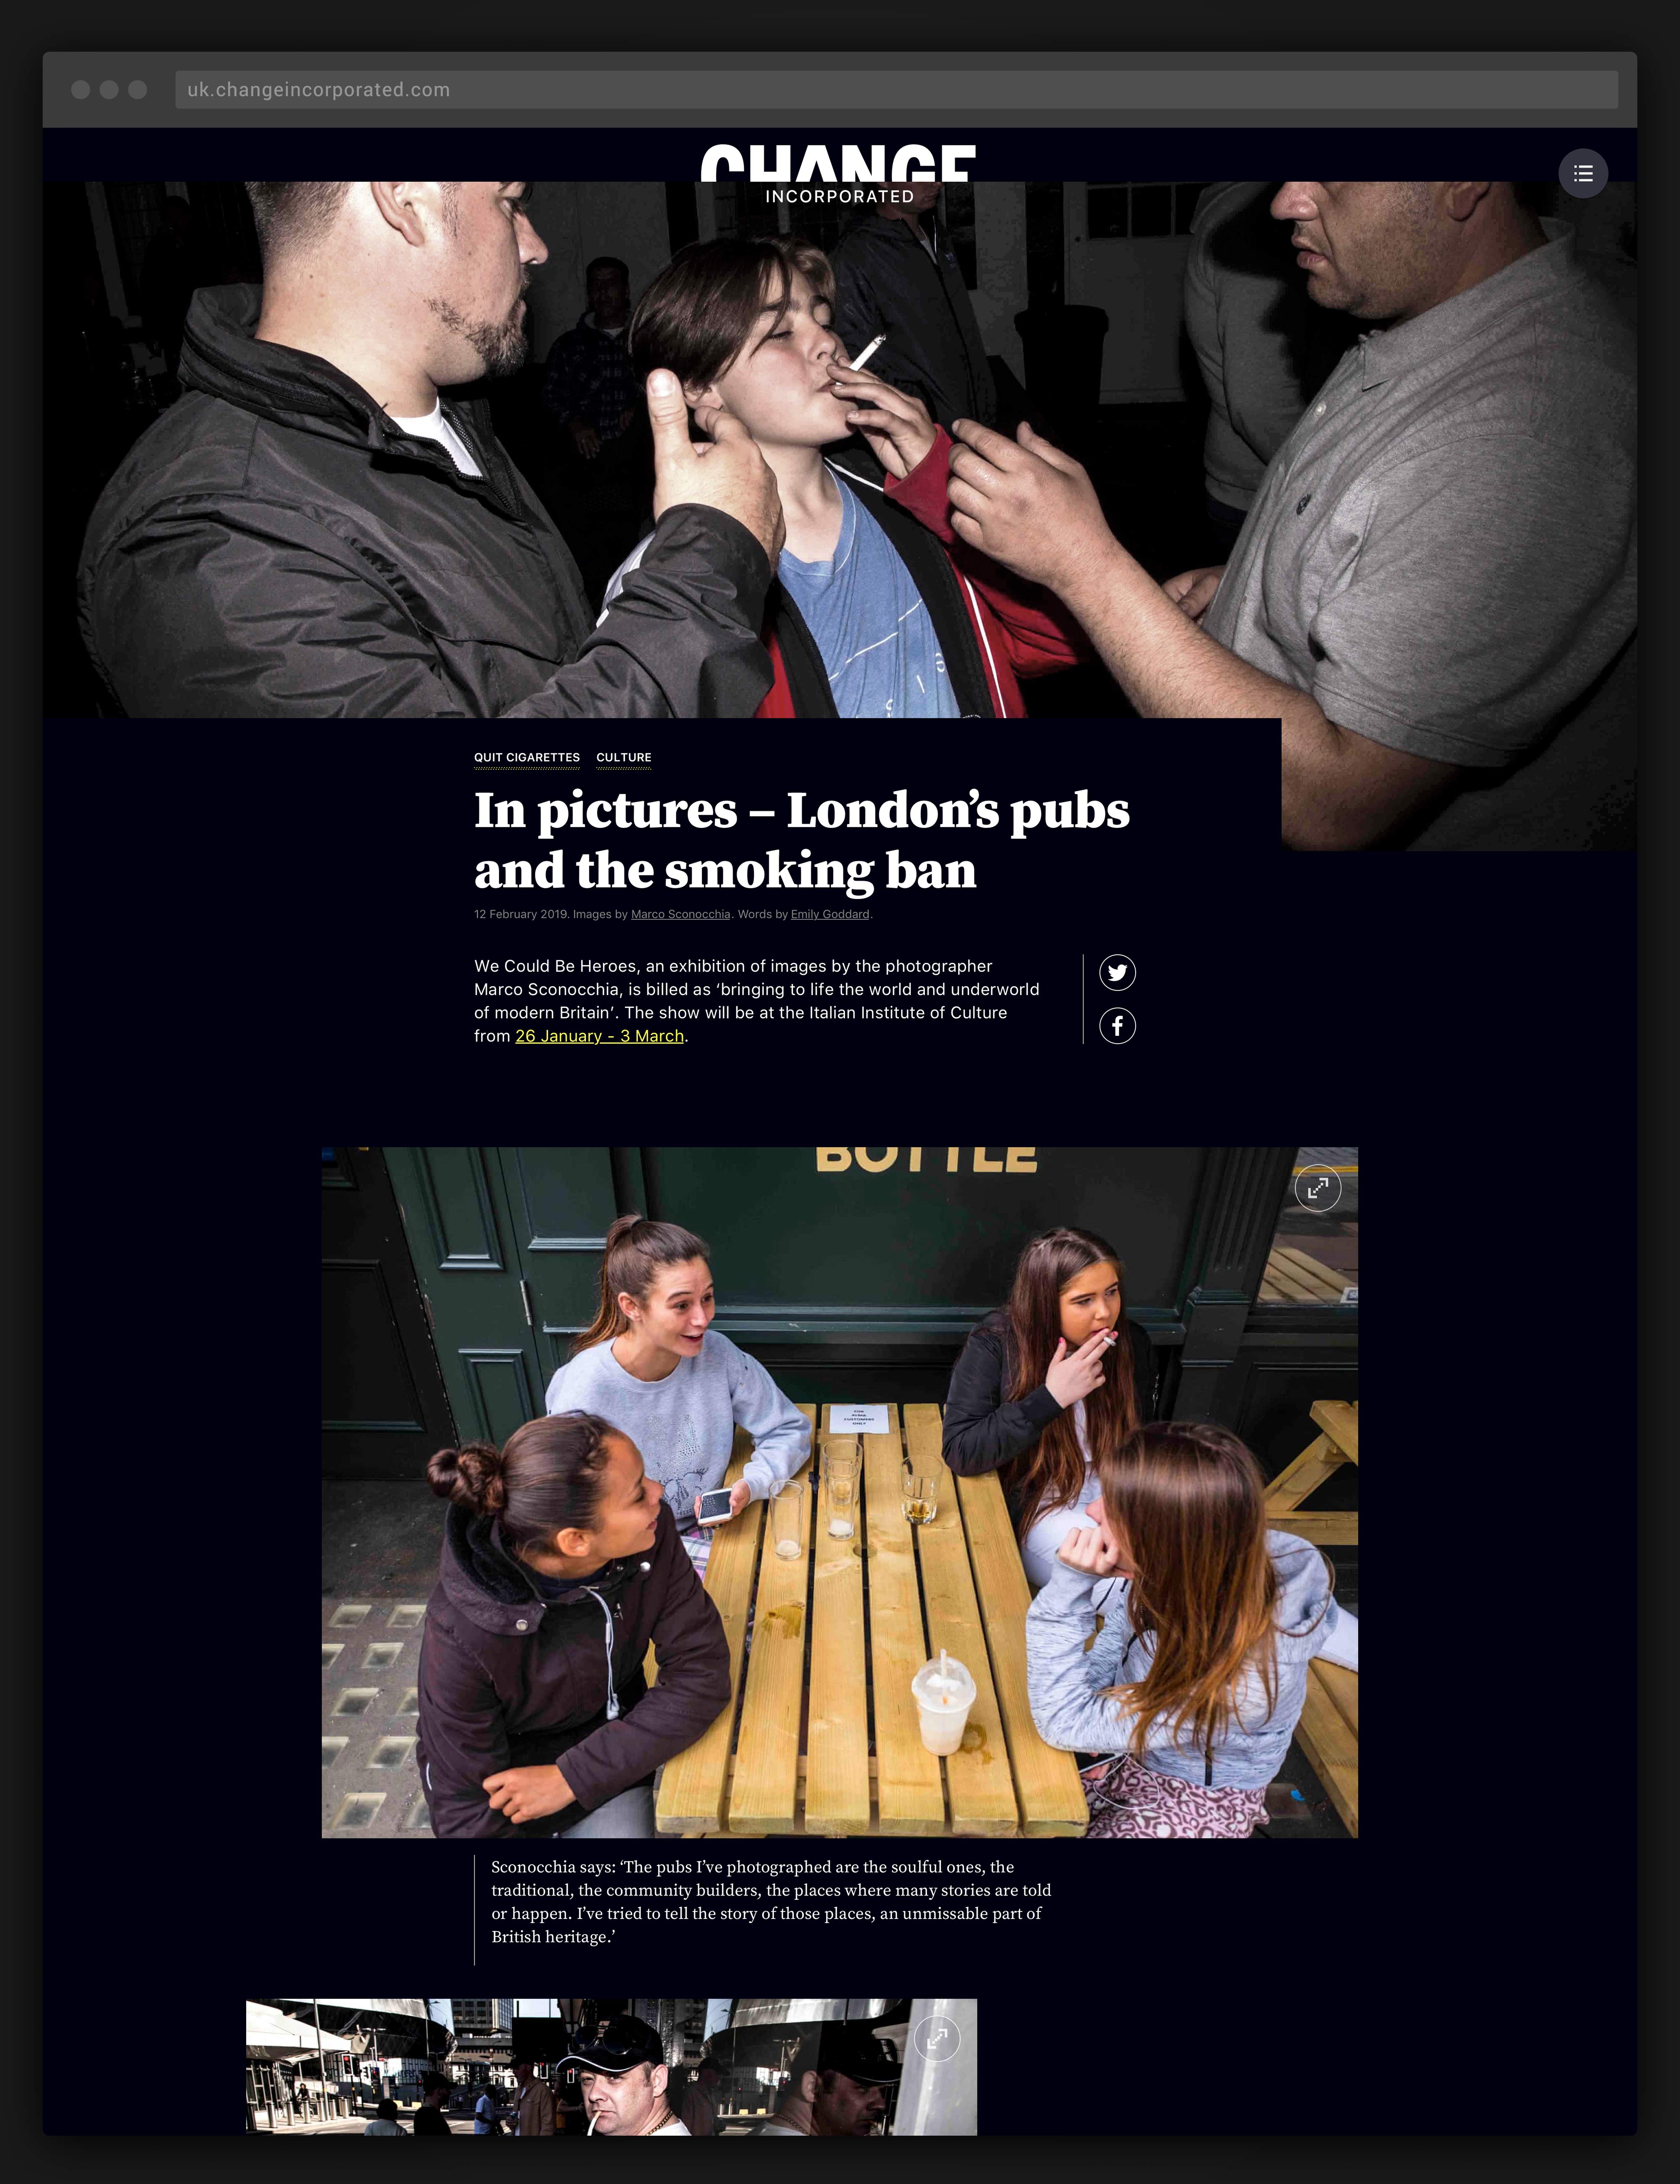 uk.changeincorporated.com
CHANGE
INCORPORATED
QUIT CIGARETTES CULTURE
In pictures – London’s pubs
and the smoking ban
12 February 2019. Images by Marco Sconocchia. Words by Emily Goddard.
We Could Be Heroes, an exhibition of images by the photographer
Marco Sconocchia, is billed as ‘bringing to life the world and underworld
of modern Britain’. The show will be at the Italian Institute of Culture
from 26 January - 3 March.
BOTTLE
Sconocchia says: ‘The pubs I’ve photographed are the soulful ones, the
traditional, the community builders, the places where many stories are told
or happen. I’ve tried to tell the story of those places, an unmissable part of
British heritage.’